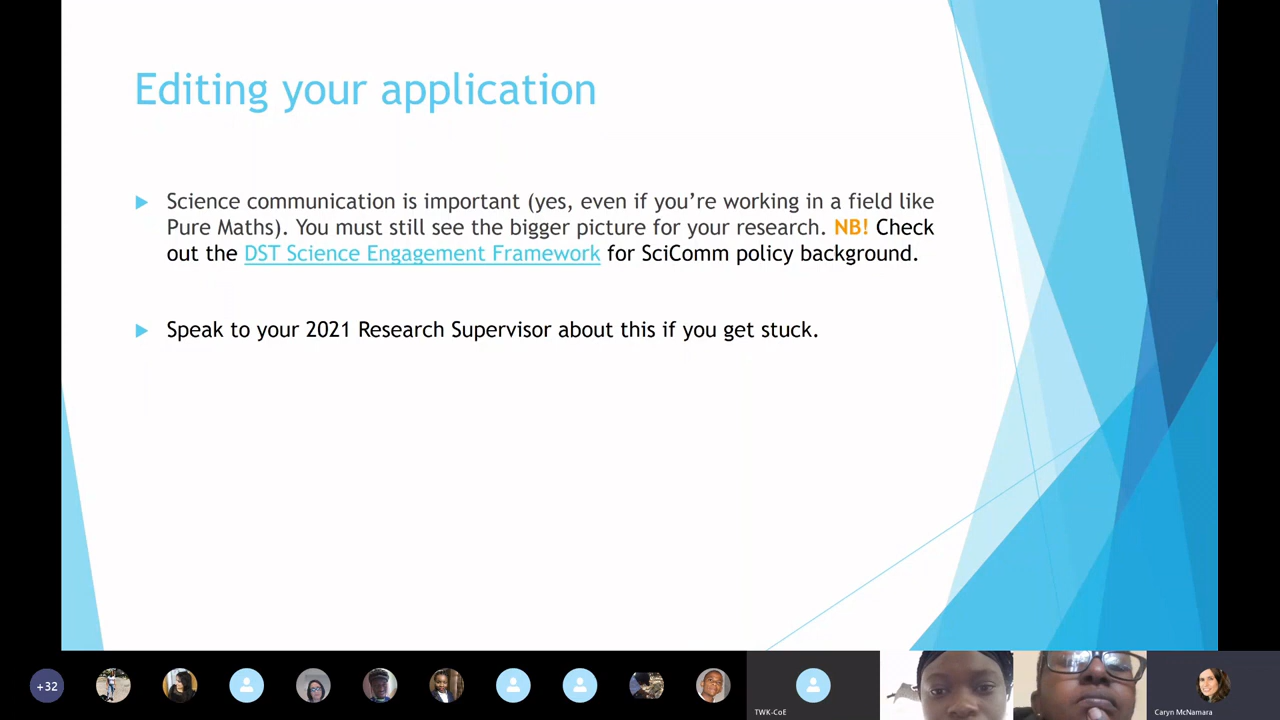 Editing your application
Science communication is important (yes, even if you’re working in a field like
Pure Maths). You must still see the bigger picture for your research. NB! Check
out the DST Science Engagement Framework for SciComm policy background.
Speak to your 2021 Research Supervisor about this if you get stuck.
+32
TWK-CoE
Caryn McNamara